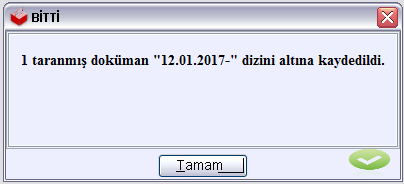 BİTTİ
1 taranmış doküman "12.01.2017-" dizini altına kaydedildi.
Tamam